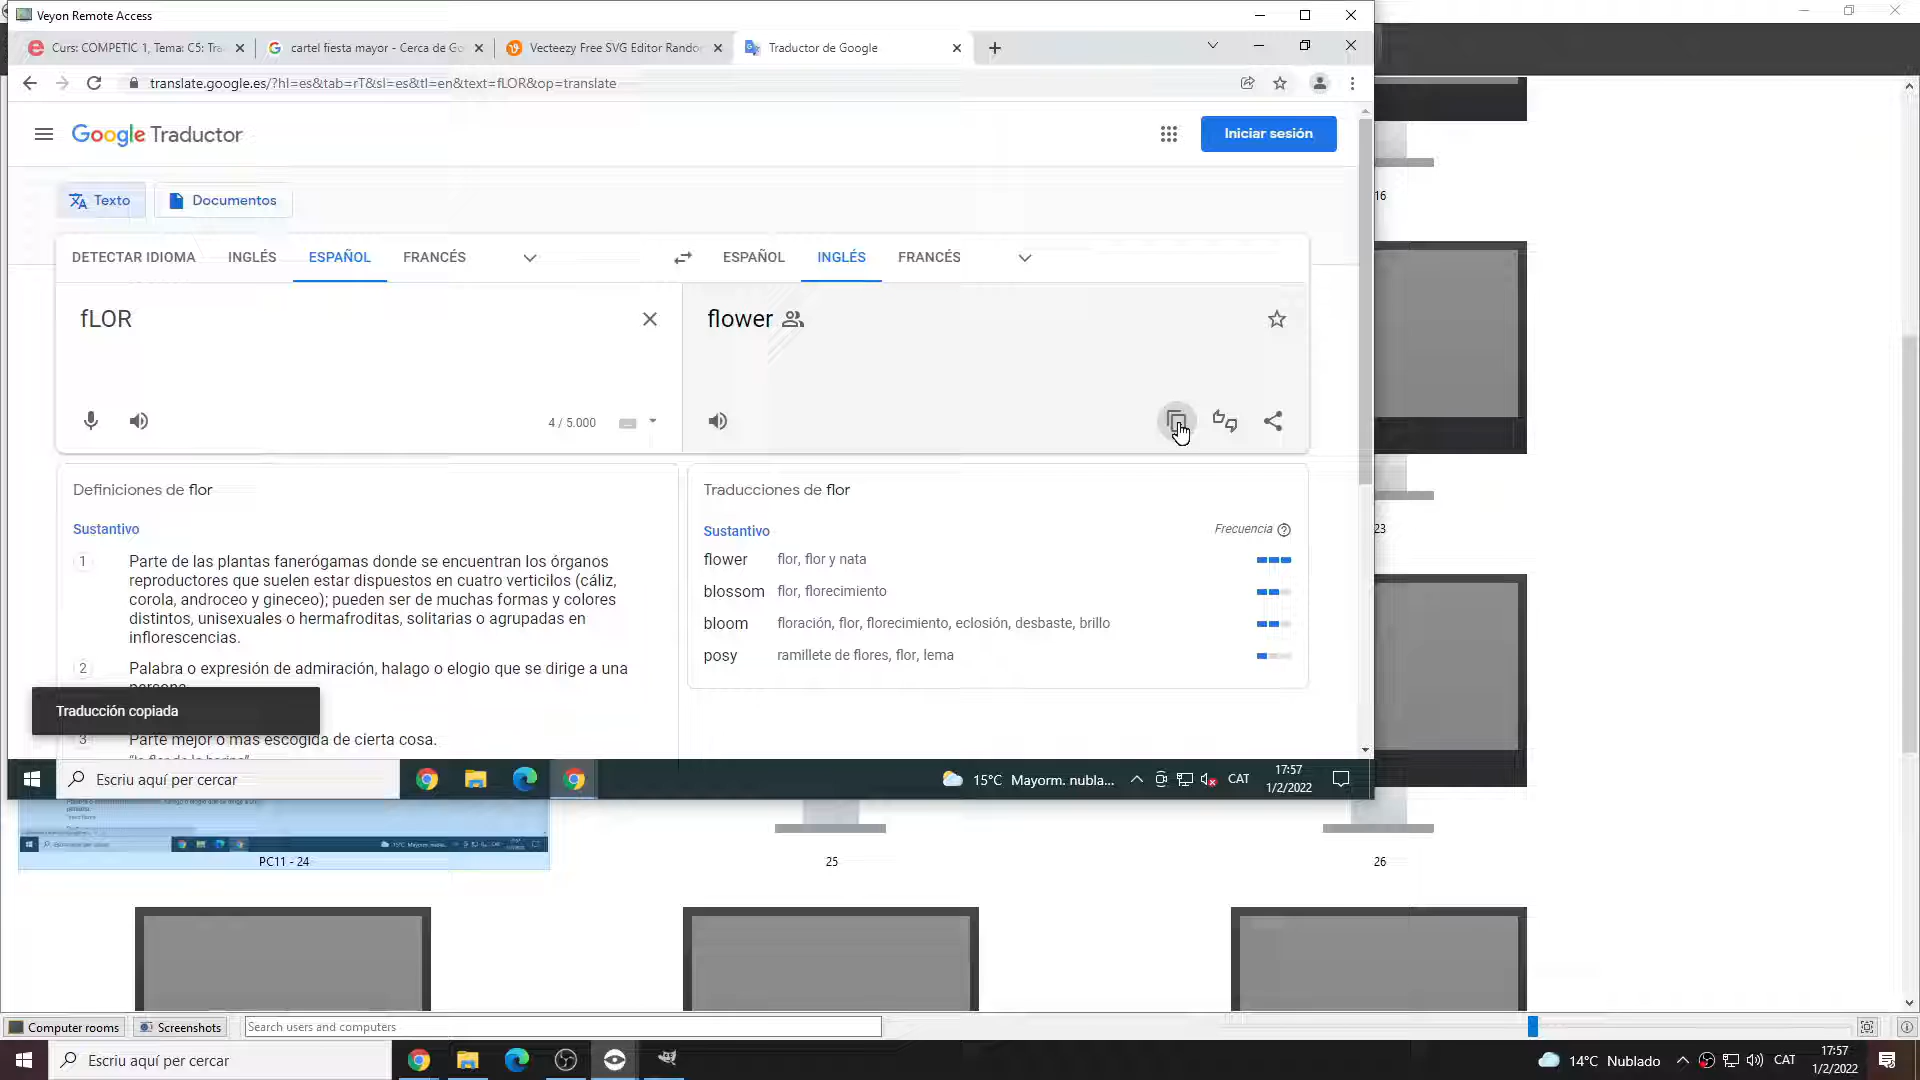 Veyon Remote Access
Curs: COMPETIC 1, Tema: C5: Tra
cartel fiesta mayor - Cerca de Go
Vecteezy Free SVG Editor Rando
Traductor de Google
translate.google.es/?hl=es&tab=rT&sl=es&tl=en&text=fLOR&op=translate
Google Traductor
Iniciar sesión
Texto
Documentos
DETECTAR IDIOMA
INGLÉS
ESPAÑOL
FRANCÉS
ESPAÑOL
INGLÉS
FRANCÉS
fLOR
flower
4 / 5.000
Definiciones de flor
Sustantivo
1
Parte de las plantas fanerógamas donde se encuentran los órganos
reproductores que suelen estar dispuestos en cuatro verticilos (cáliz,
corola, androceo y gineceo); pueden ser de muchas formas y colores
distintos, unisexuales o hermafroditas, solitarias o agrupadas en
inflorescencias.
2
Palabra o expresión de admiración, halago o elogio que se dirige a una
persona.
Traducción copiada
3
Parte mejor o más escogida de cierta cosa.
"la flor de la harina"
Traducciones de flor
Sustantivo
Frecuencia
flower flor, flor y nata
blossom flor, florecimiento
bloom floración, flor, florecimiento, eclosión, desbaste, brillo
posy ramillete de flores, flor, lema
Escriu aquí per cercar
15°C Mayorm. nubla...
CAT
17:57
1/2/2022
16
23
PC11 - 24
25
26
Computer rooms
Screenshots
Search users and computers
Escriu aquí per cercar
14°C Nublado
CAT
17:57
1/2/2022